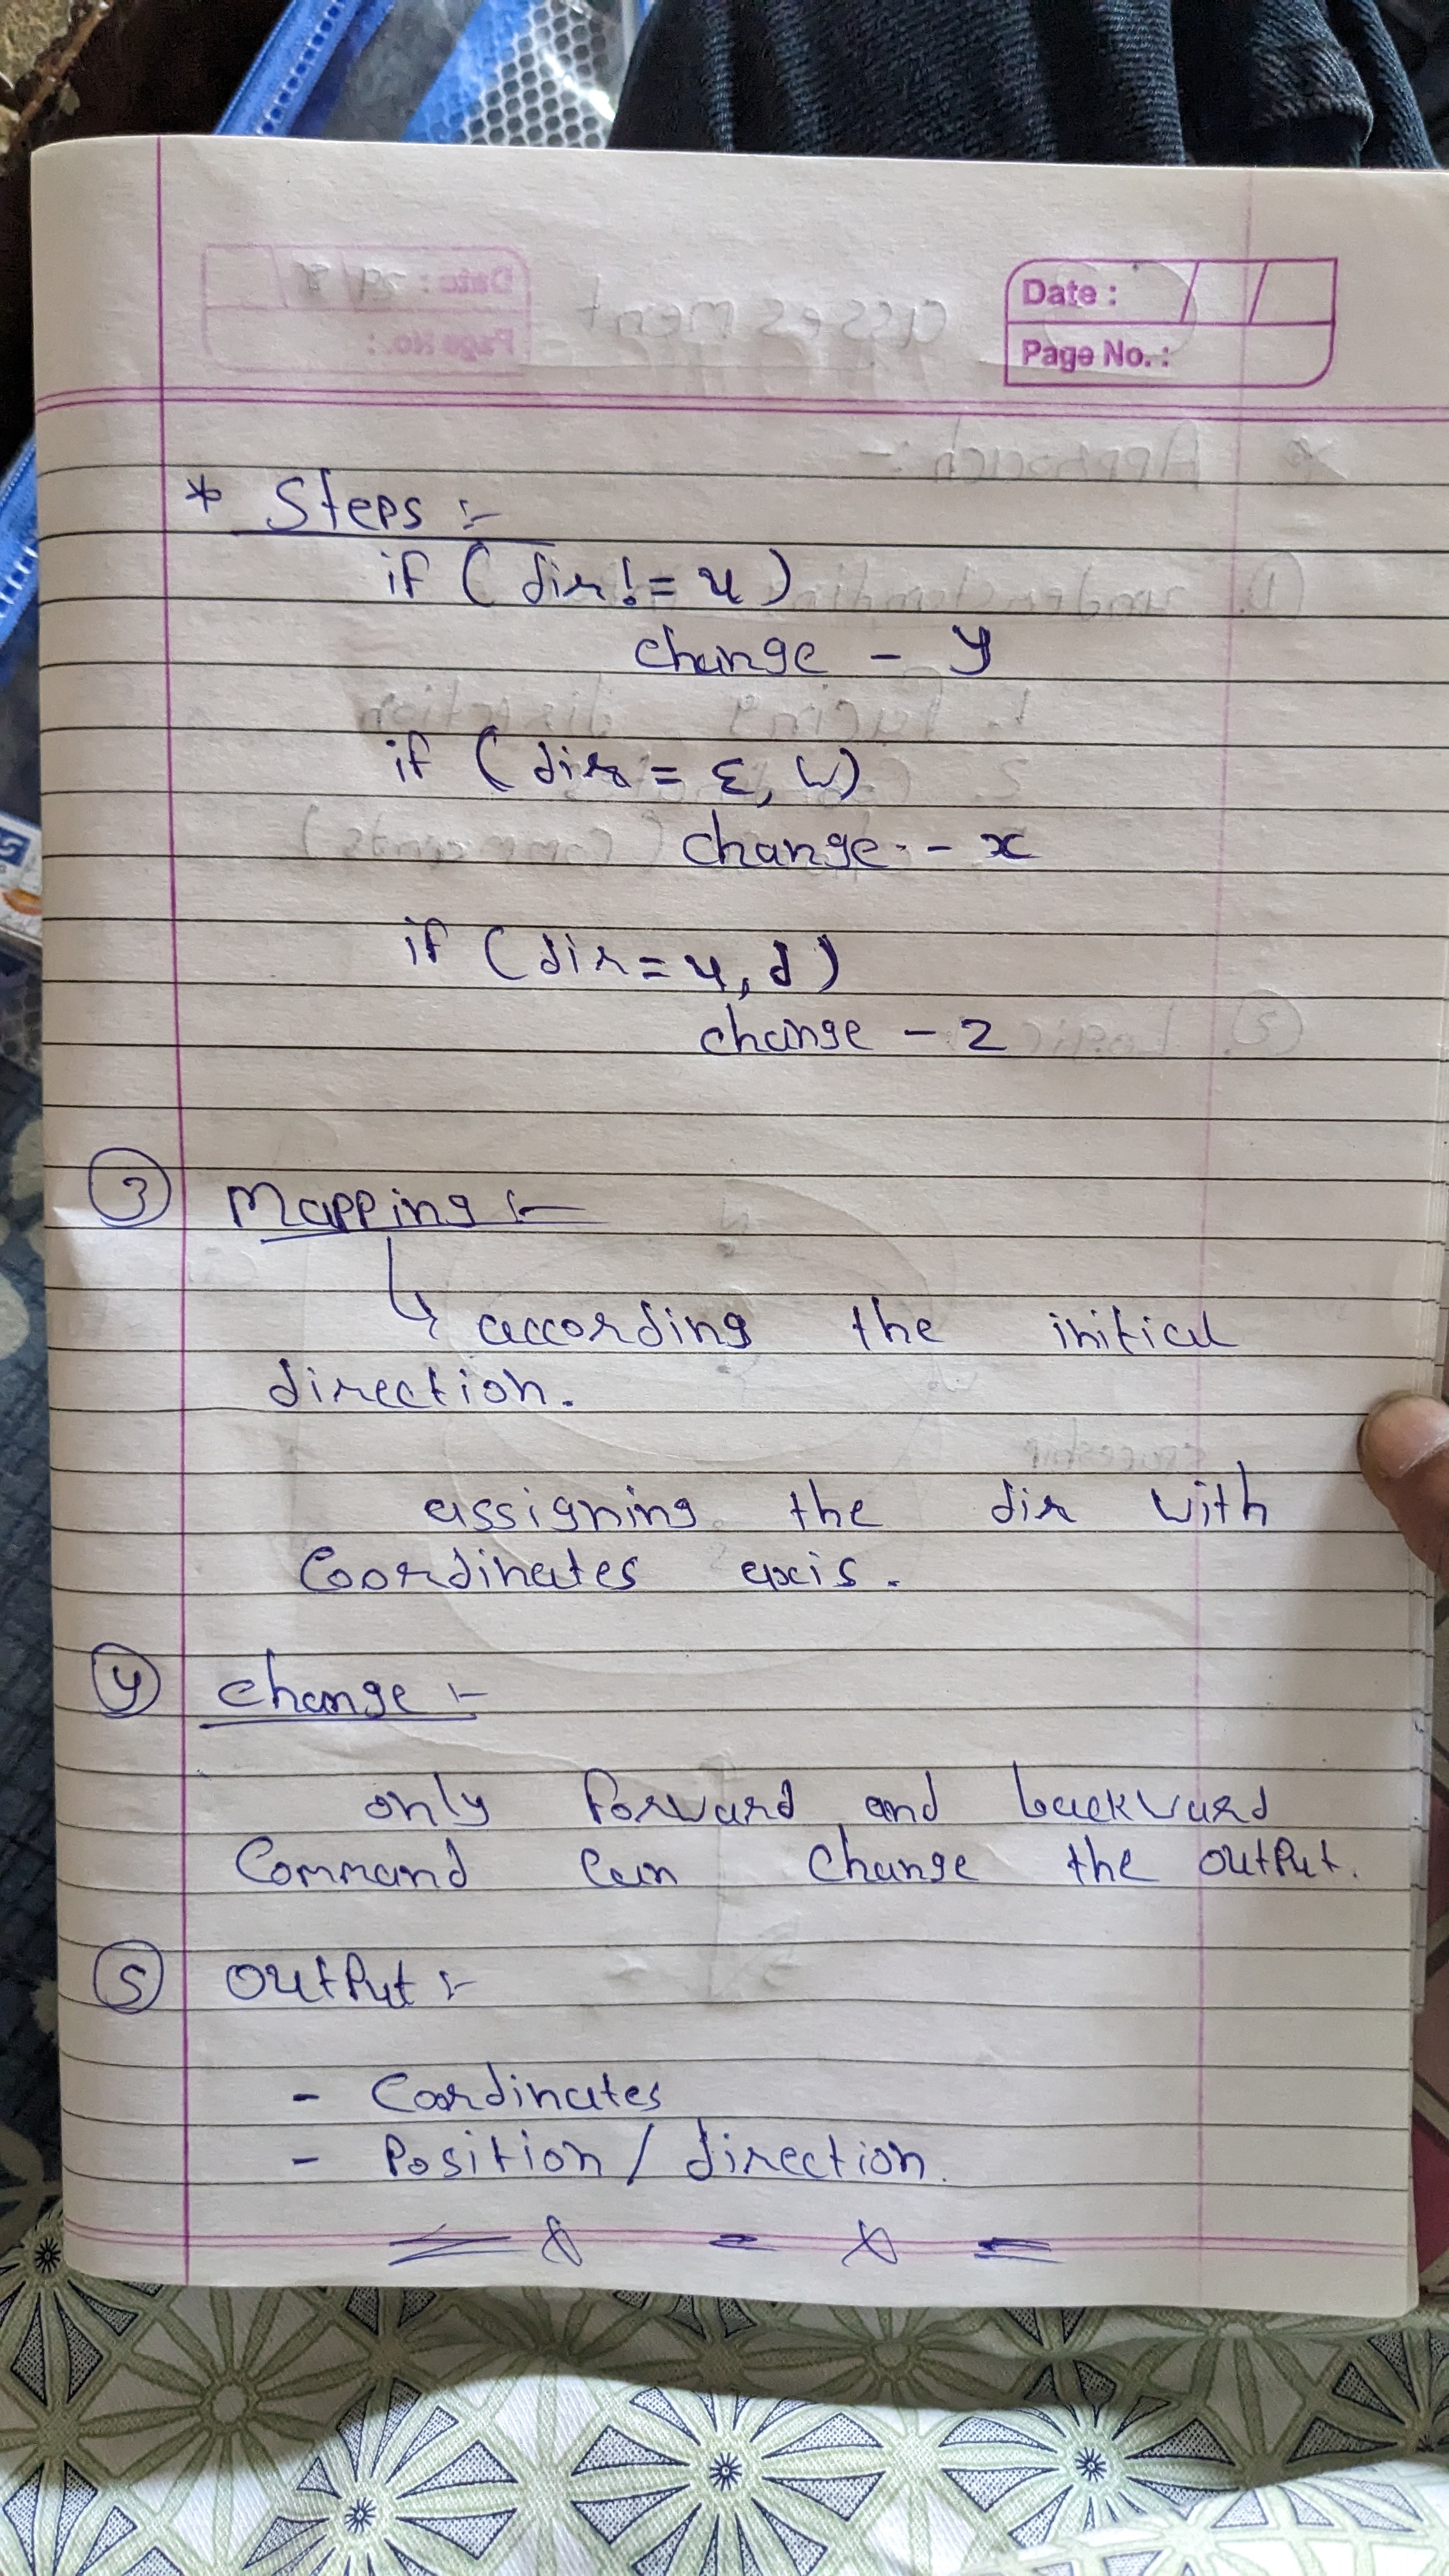 Date :
Page No. :
* Steps :-
if ( dir != u )
change - y
if ( dir = E, W)
change - x
if ( dir = u, d )
change - z
3 Mapping :-
↳ according the initial
direction.
assigning the dir with
Coordinates axis.
4 change :-
only forward and backward
Command can change the output.
5 output :-
- Coordinates
- Position / direction.